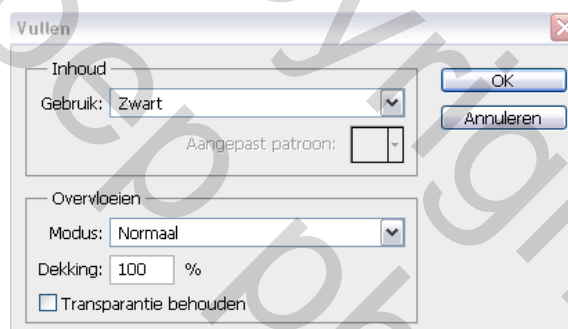 Vullen
Inhoud
Gebruik: Zwart
Aangepast patroon:
OK
Annuleren
Overvloeien
Modus: Normaal
Dekking: 100 %
Transparantie behouden